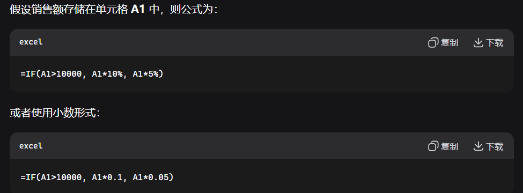 假设销售额存储在单元格 A1 中，则公式为：
excel 复制 下载
=IF(A1>10000, A1*10%, A1*5%)
或者使用小数形式：
excel 复制 下载
=IF(A1>10000, A1*0.1, A1*0.05)